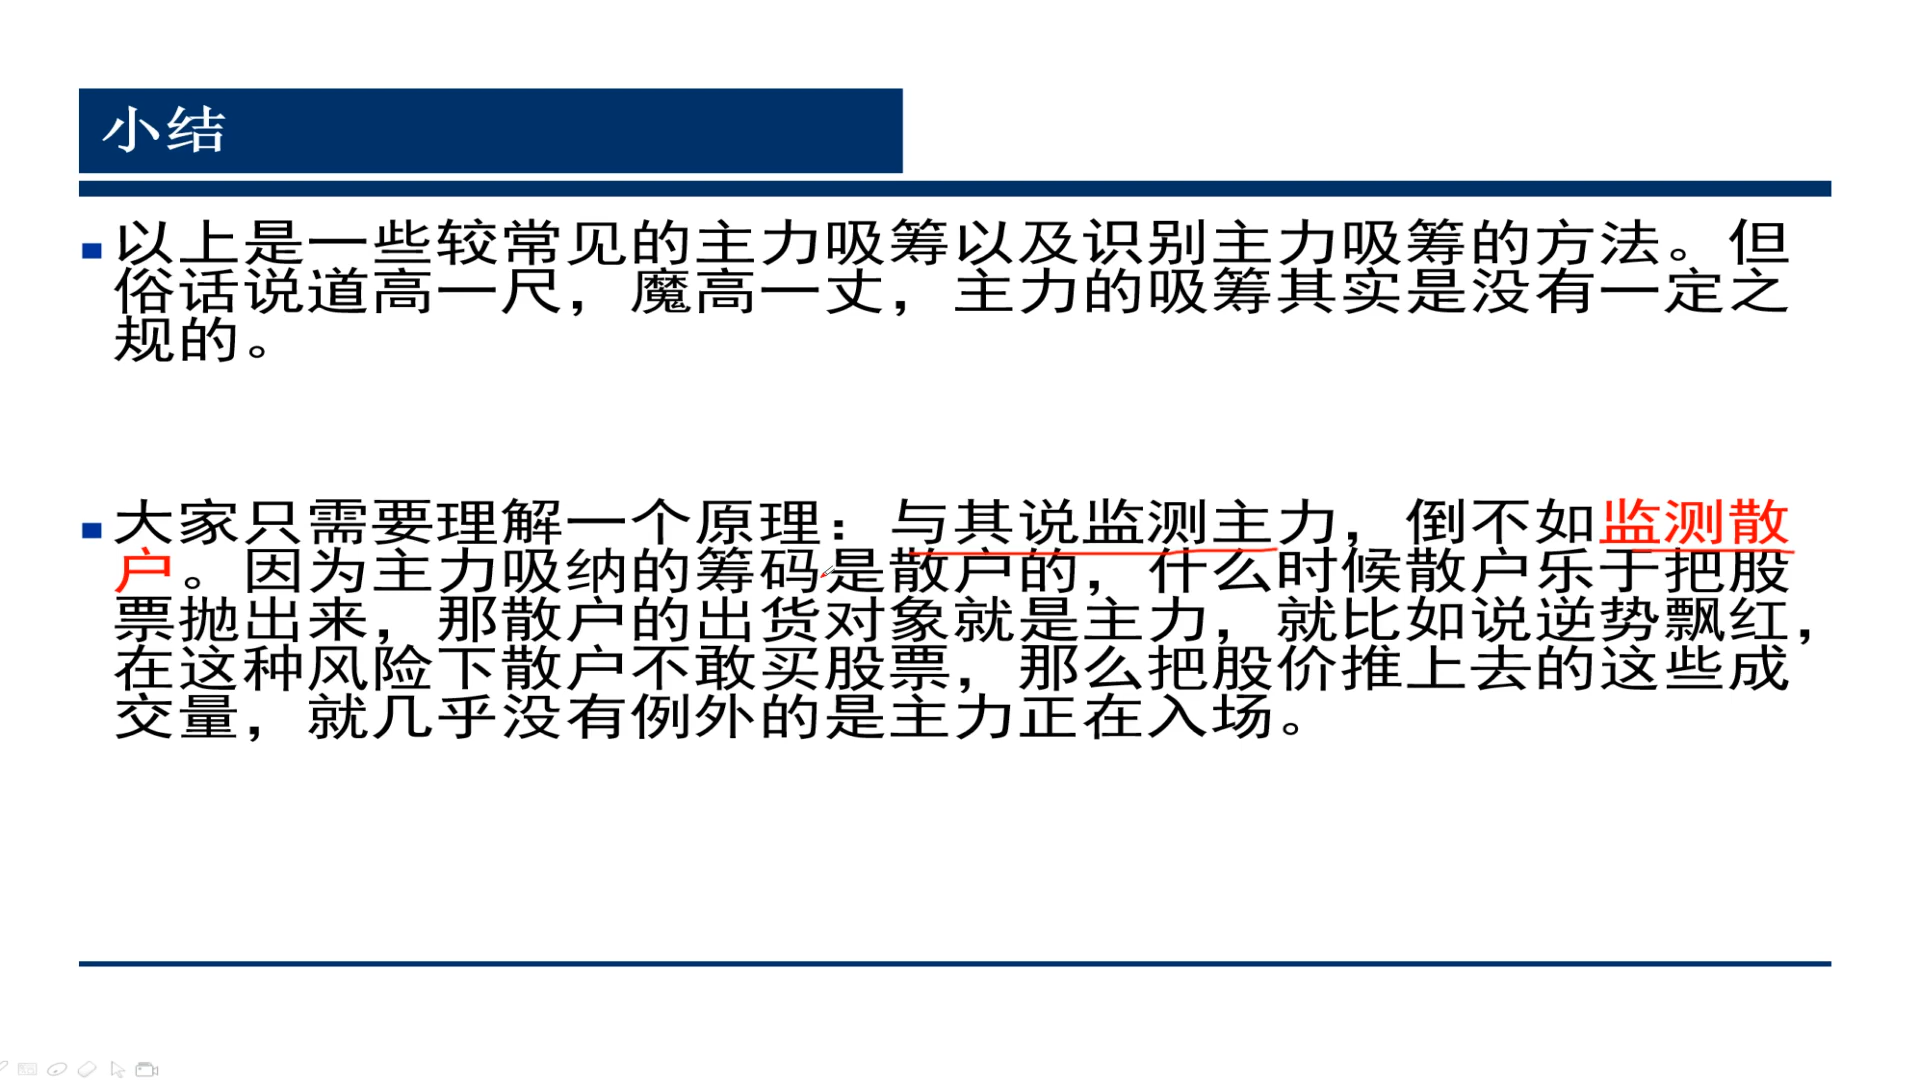 小结
以上是一些较常见的主力吸筹以及识别主力吸筹的方法。但
俗话说道高一尺，魔高一丈，主力的吸筹其实是没有一定之
规的。
大家只需要理解一个原理：与其说监测主力，倒不如监测散
户。因为主力吸纳的筹码是散户的，什么时候散户乐于把股
票抛出来，那散户的出货对象就是主力，就比如说逆势飘红，
在这种风险下散户不敢买股票，那么把股价推上去的这些成
交量，就几乎没有例外的是主力正在入场。